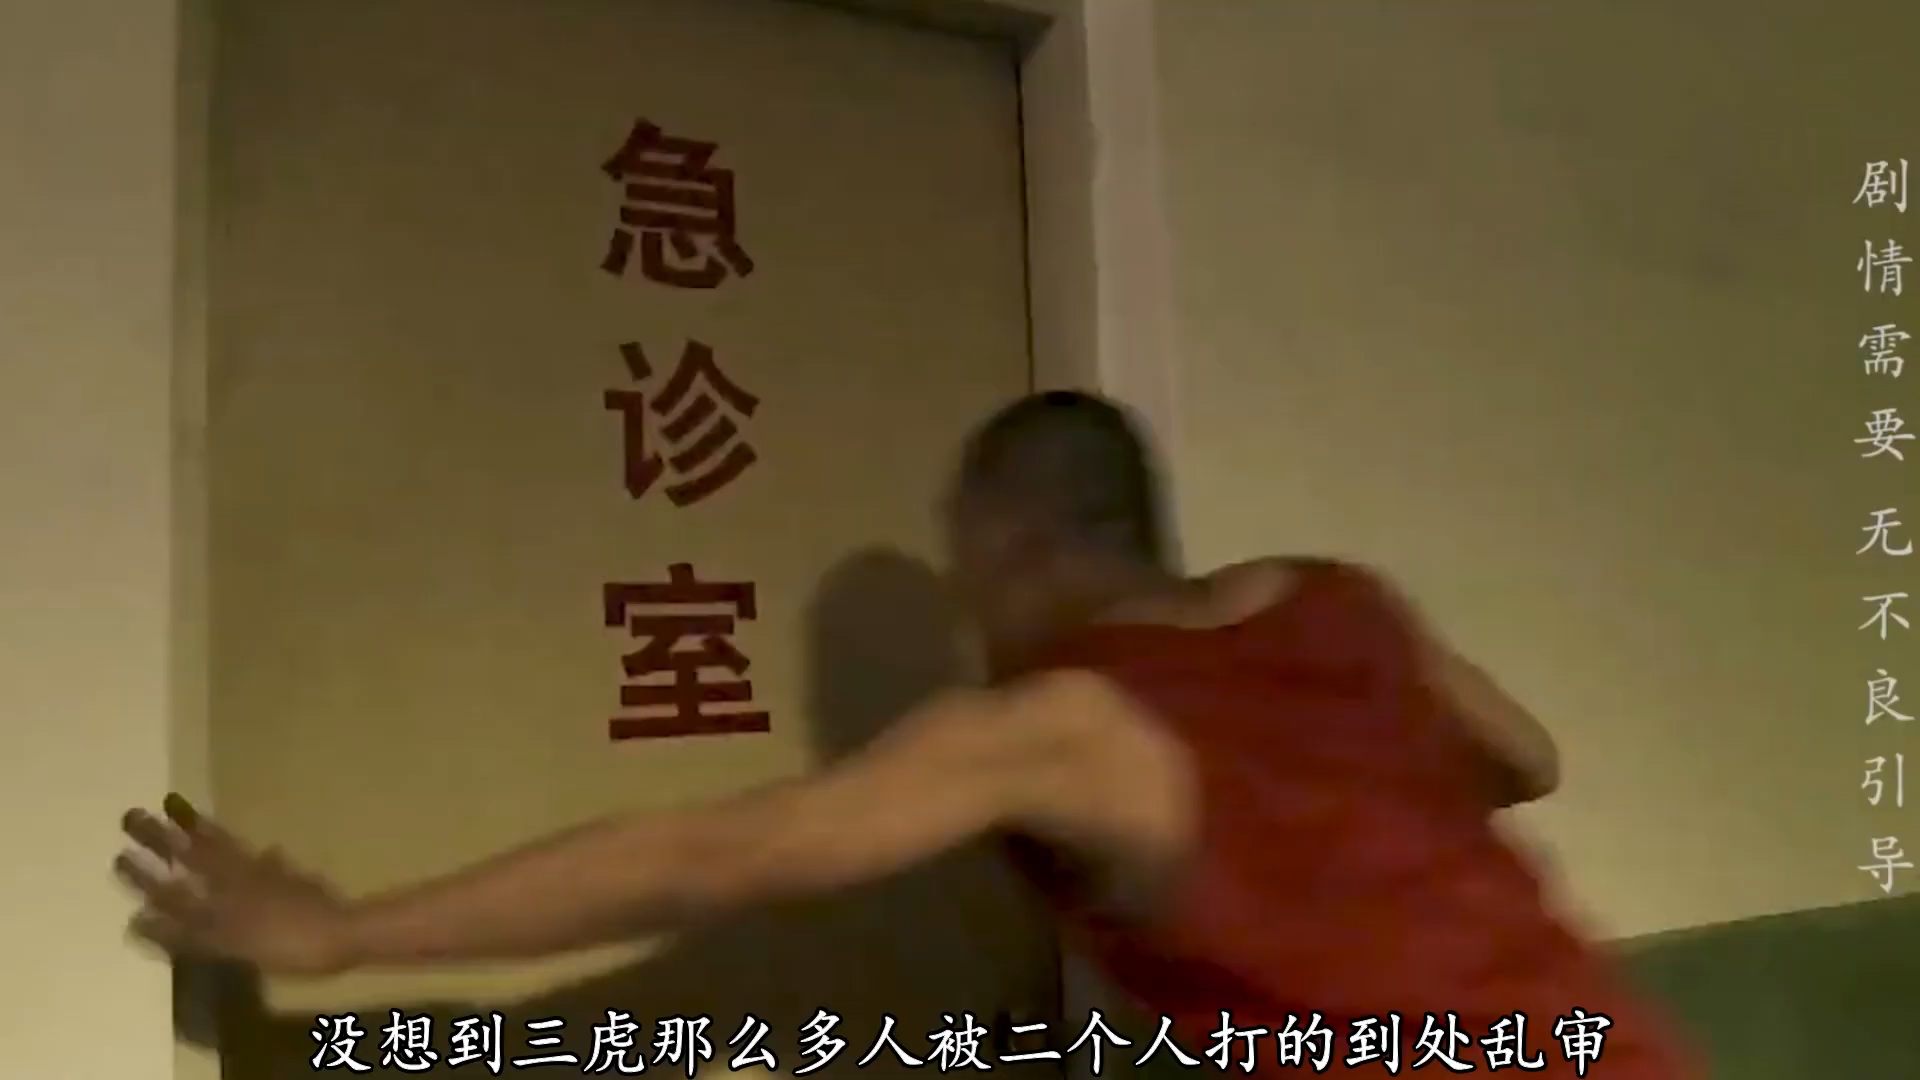 急诊室
剧情需要 无不良引导
没想到三虎那么多人被二个人打的到处乱审